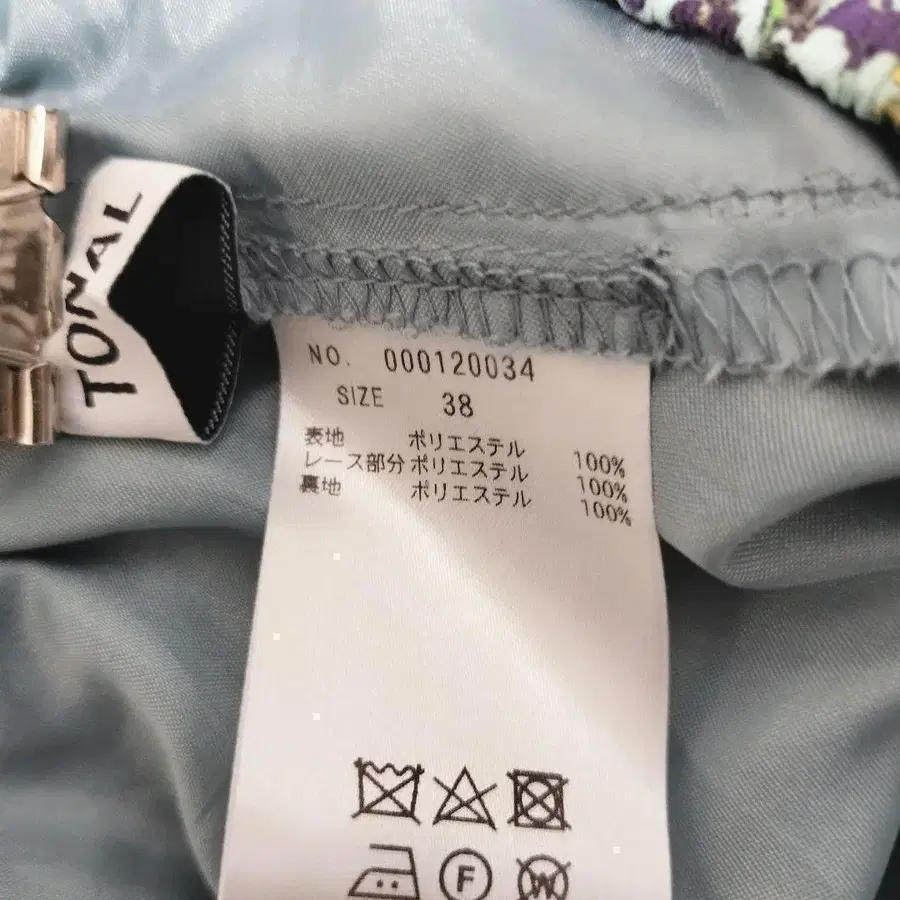 TONAL
NO. 000120034
SIZE 38
表地 ポリエステル 100%
レース部分 ポリエステル 100%
裏地 ポリエステル 100%
F
W